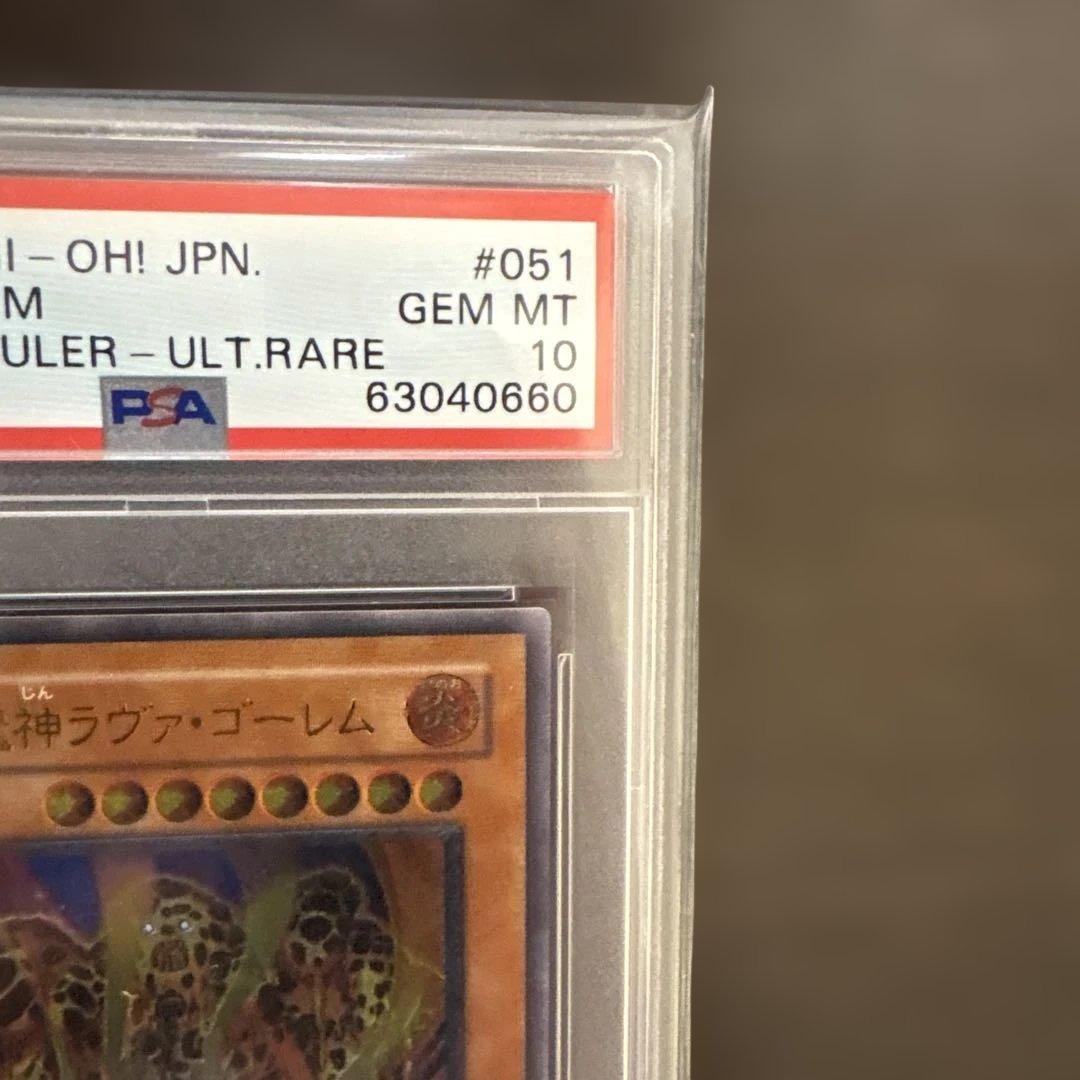 I-OH! JPN. #051
M GEM MT
ULER-ULT.RARE 10
PSA 63040660
じん
神ラヴァ・ゴーレム 炎